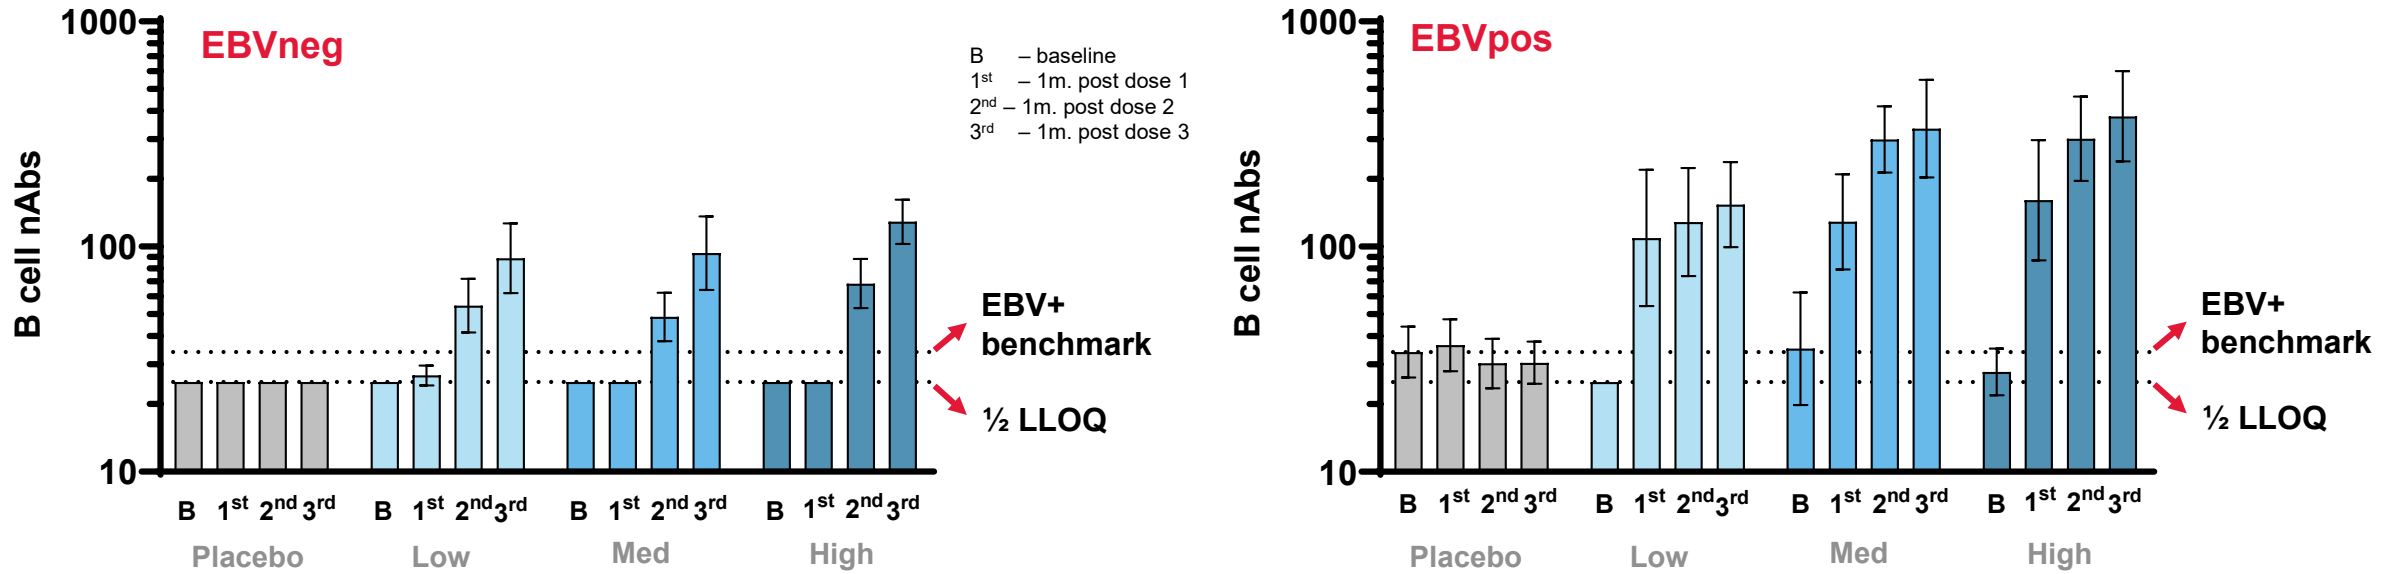 EBVneg
1000
100
10
B cell nAbs
B – baseline
1st – 1m. post dose 1
2nd – 1m. post dose 2
3rd – 1m. post dose 3
EBV+
benchmark
½ LLOQ
B 1st 2nd 3rd B 1st 2nd 3rd B 1st 2nd 3rd B 1st 2nd 3rd
Placebo Low Med High
EBVpos
1000
100
10
B cell nAbs
EBV+
benchmark
½ LLOQ
B 1st 2nd 3rd B 1st 2nd 3rd B 1st 2nd 3rd B 1st 2nd 3rd
Placebo Low Med High